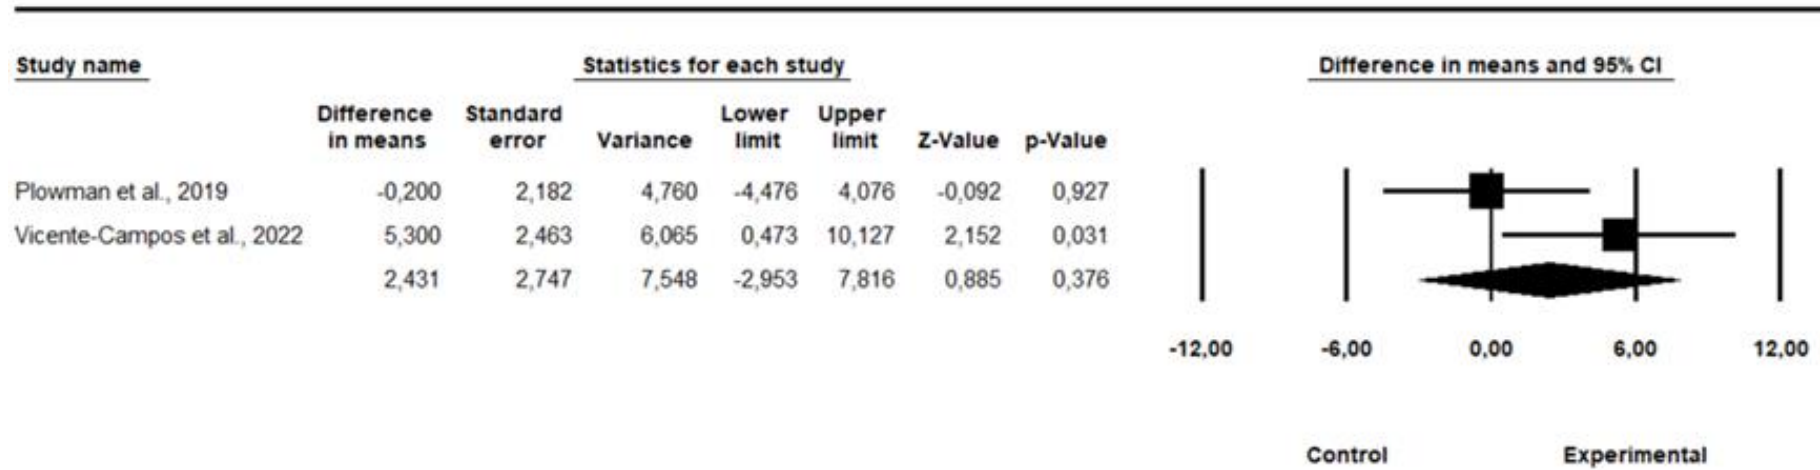 Study name Statistics for each study Difference in means and 95% CI
Difference Standard Lower Upper
in means error Variance limit limit Z-Value p-Value
Plowman et al., 2019 -0,200 2,182 4,760 -4,476 4,076 -0,092 0,927
Vicente-Campos et al., 2022 5,300 2,463 6,065 0,473 10,127 2,152 0,031
2,431 2,747 7,548 -2,953 7,816 0,885 0,376
-12,00 -6,00 0,00 6,00 12,00
Control Experimental